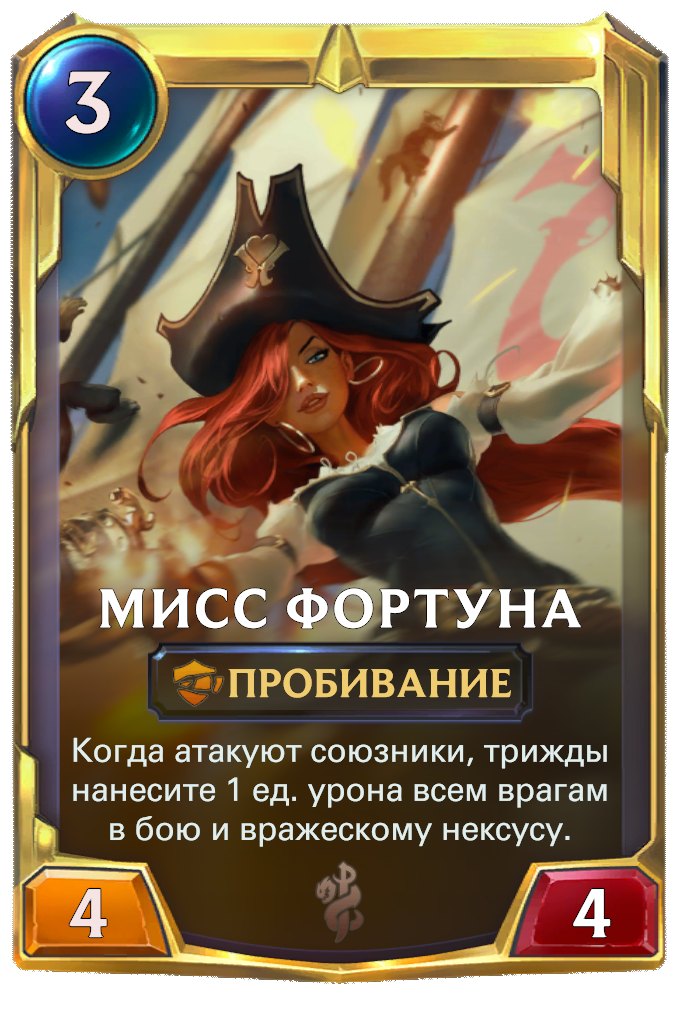 3
МИСС ФОРТУНА
ПРОБИВАНИЕ
Когда атакуют союзники, трижды
нанесите 1 ед. урона всем врагам
в бою и вражескому нексусу.
4
4